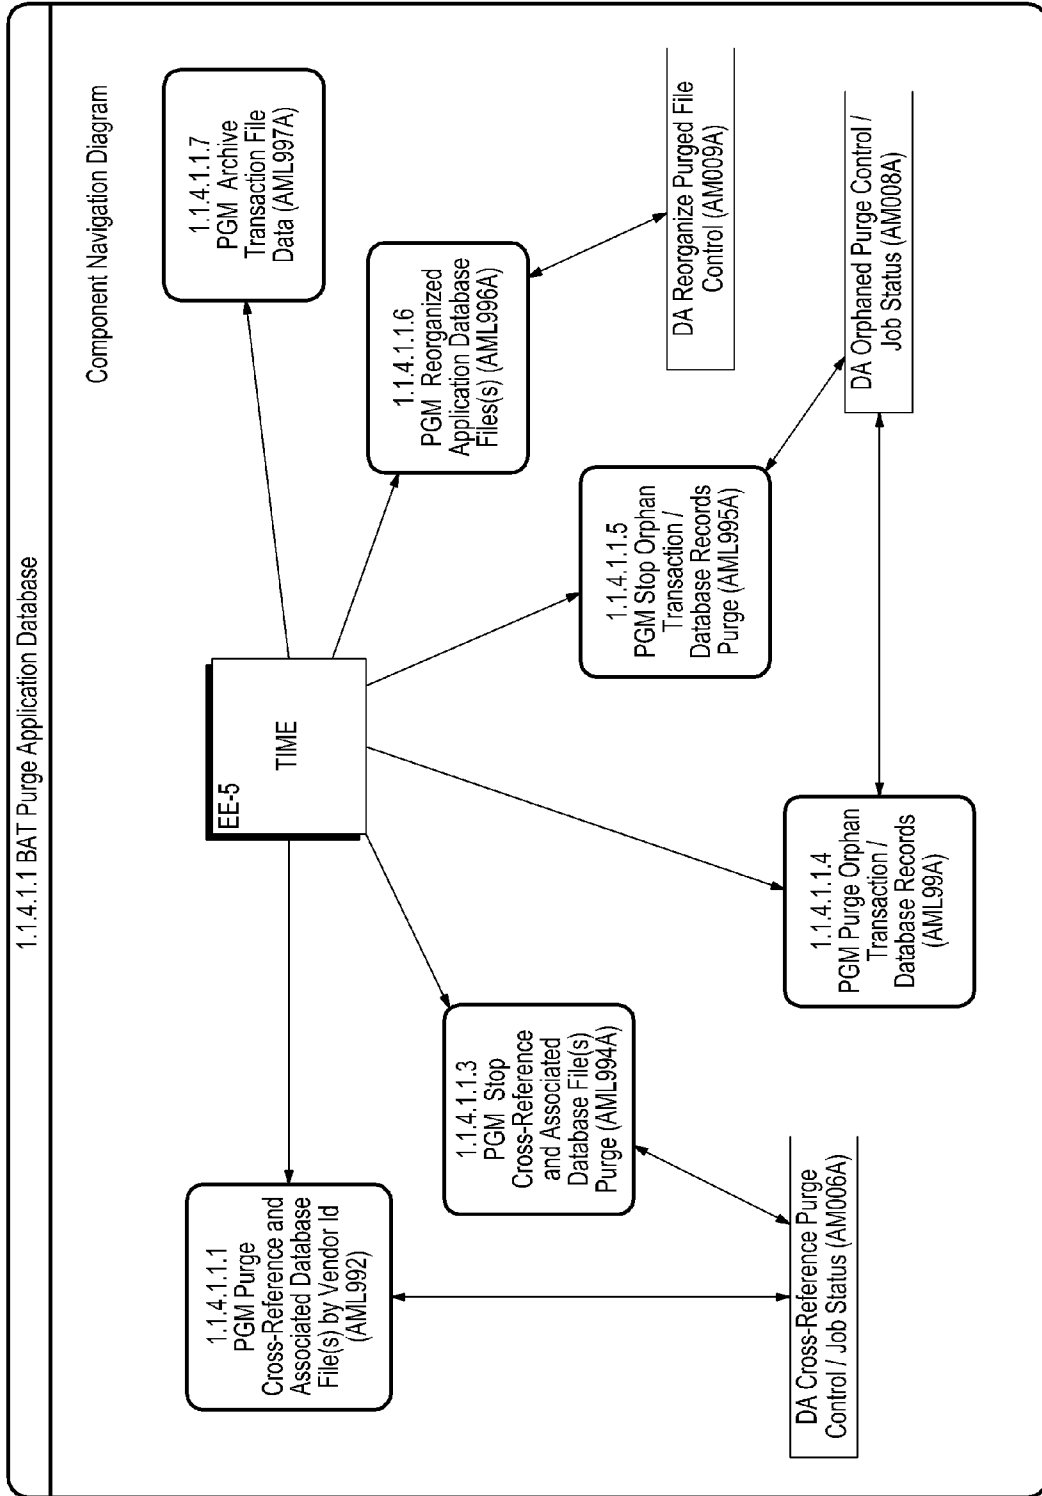 1.1.4.1.1 BAT Purge Application Database
Component Navigation Diagram
1.1.4.1.1.1
PGM Purge
Cross-Reference and
Associated Database
File(s) by Vendor Id
(AML992)
EE-5
TIME
1.1.4.1.1.7
PGM Archive
Transaction File
Data (AML997A)
1.1.4.1.1.6
PGM Reorganized
Application Database
Files(s) (AML996A)
1.1.4.1.1.3
PGM Stop
Cross-Reference
and Associated
Database File(s)
Purge (AML994A)
1.1.4.1.1.5
PGM Stop Orphan
Transaction /
Database Records
Purge (AML995A)
DA Reorganize Purged File
Control (AM009A)
1.1.4.1.1.4
PGM Purge Orphan
Transaction /
Database Records
(AML99A)
DA Cross-Reference Purge
Control / Job Status (AM006A)
DA Orphaned Purge Control /
Job Status (AM008A)